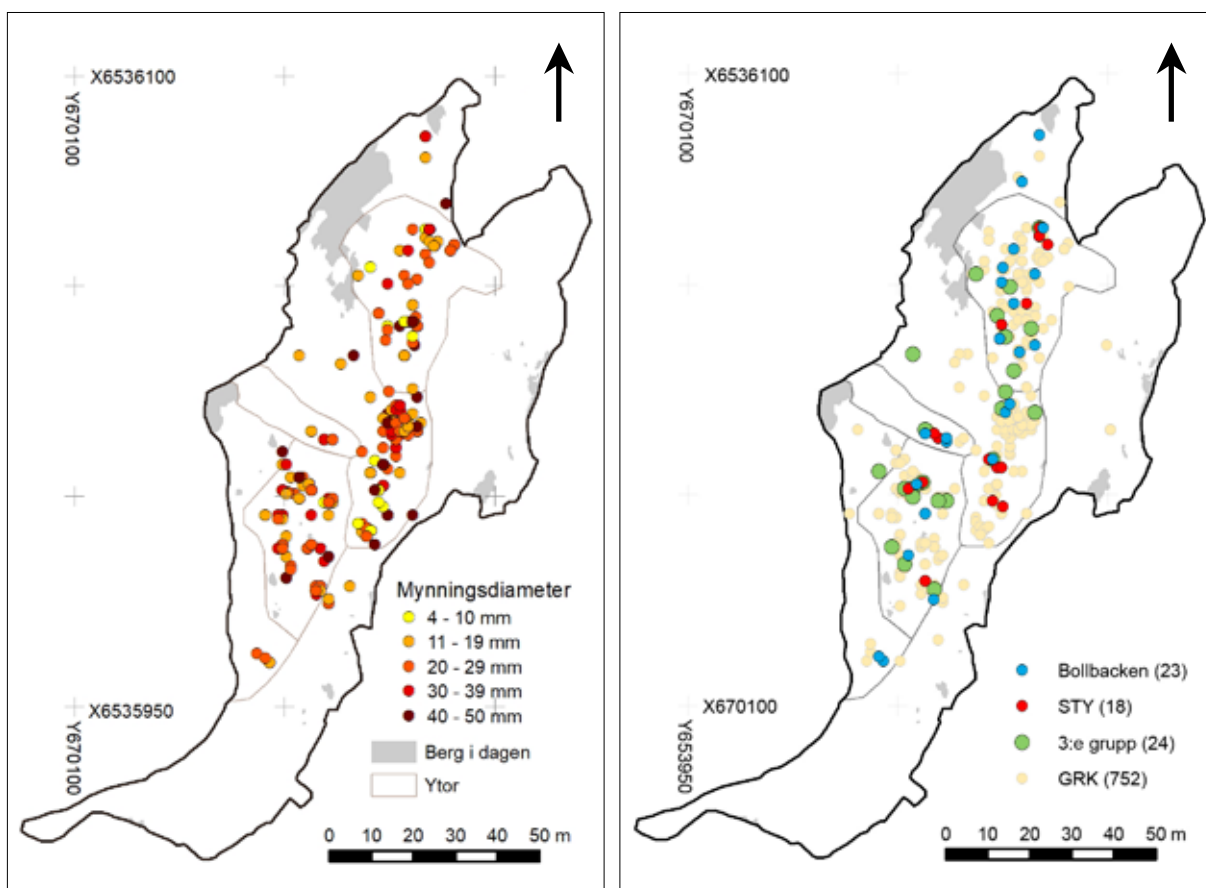 X6536100
Y670100
Mynningsdiameter
4 - 10 mm
11 - 19 mm
20 - 29 mm
30 - 39 mm
40 - 50 mm
Berg i dagen
Ytor
X6535950
Y670100
0 10 20 30 40 50 m
X6536100
Y670100
Bollbacken (23)
STY (18)
3:e grupp (24)
GRK (752)
X670100
Y653950
0 10 20 30 40 50 m